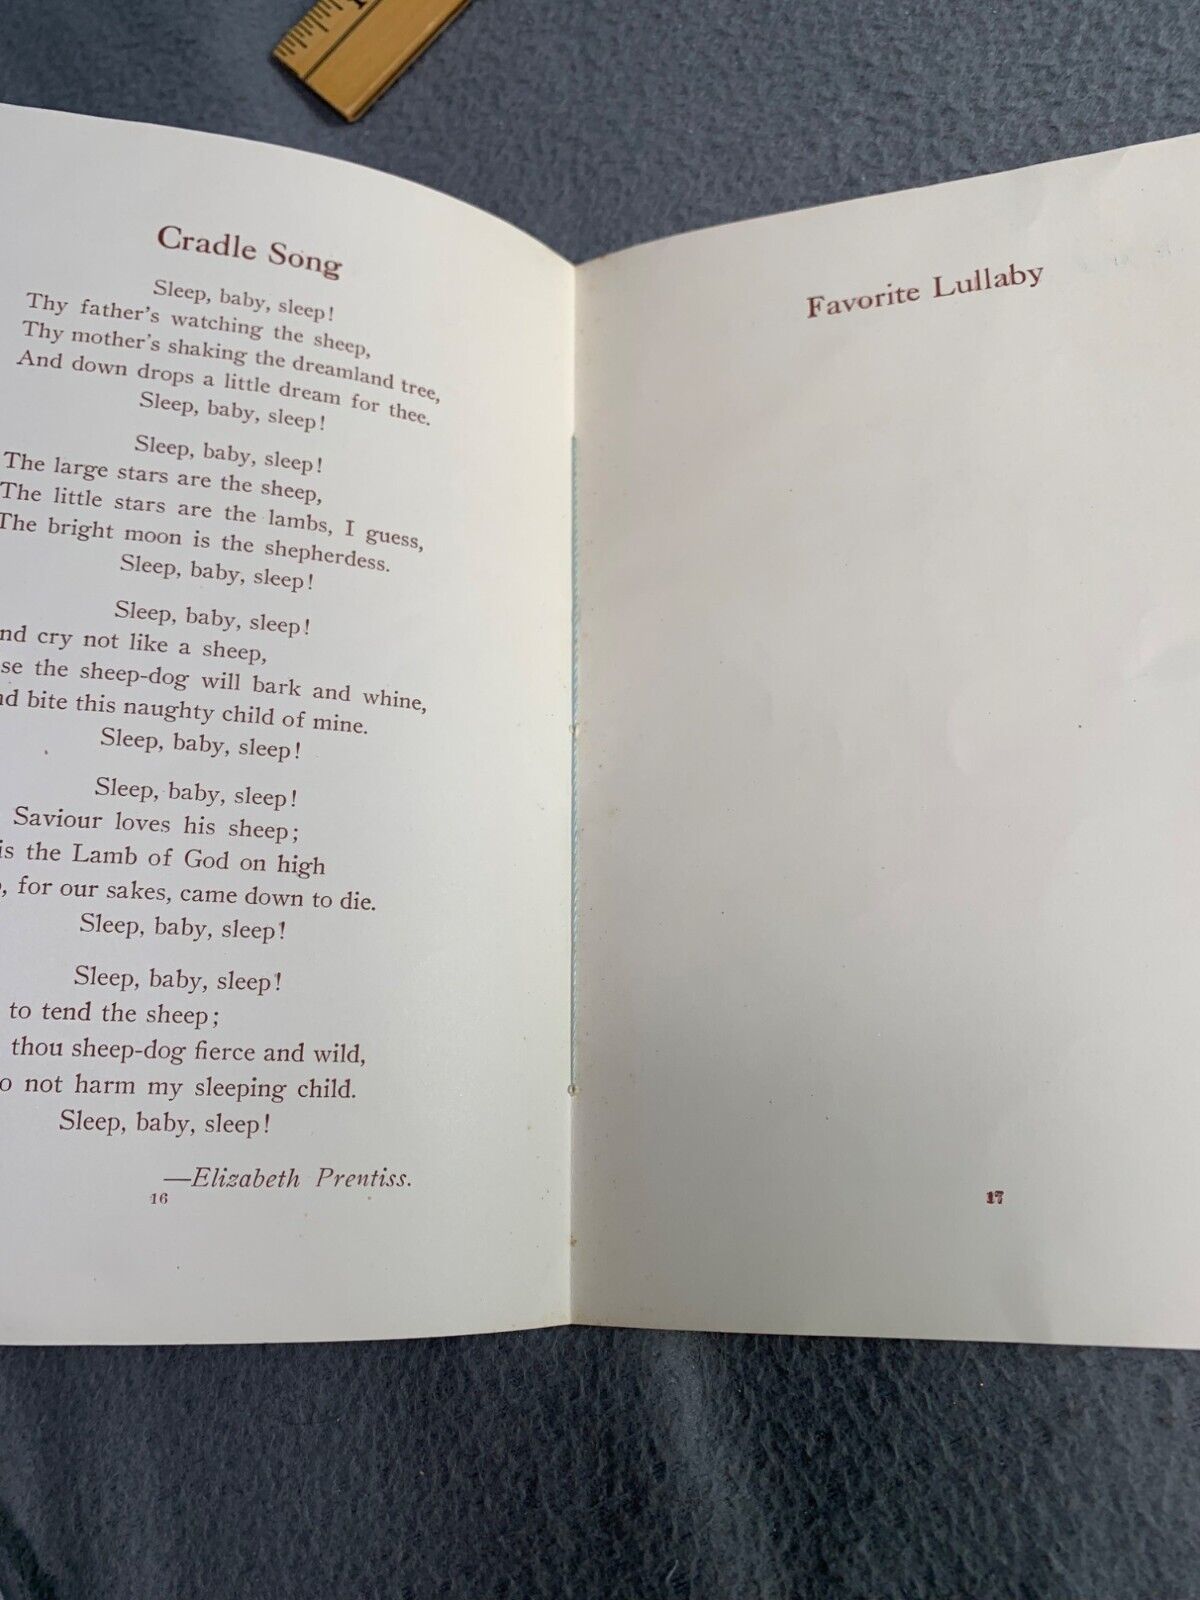 Cradle Song
Sleep, baby, sleep!
Thy father's watching the sheep,
Thy mother's shaking the dreamland tree,
And down drops a little dream for thee.
Sleep, baby, sleep!
Sleep, baby, sleep!
The large stars are the sheep,
The little stars are the lambs, I guess,
The bright moon is the shepherdess.
Sleep, baby, sleep!
Sleep, baby, sleep!
nd cry not like a sheep,
se the sheep-dog will bark and whine,
nd bite this naughty child of mine.
Sleep, baby, sleep!
Sleep, baby, sleep!
Saviour loves his sheep;
is the Lamb of God on high
o, for our sakes, came down to die.
Sleep, baby, sleep!
Sleep, baby, sleep!
to tend the sheep;
thou sheep-dog fierce and wild,
o not harm my sleeping child.
Sleep, baby, sleep!
—Elizabeth Prentiss.
16
Favorite Lullaby
17